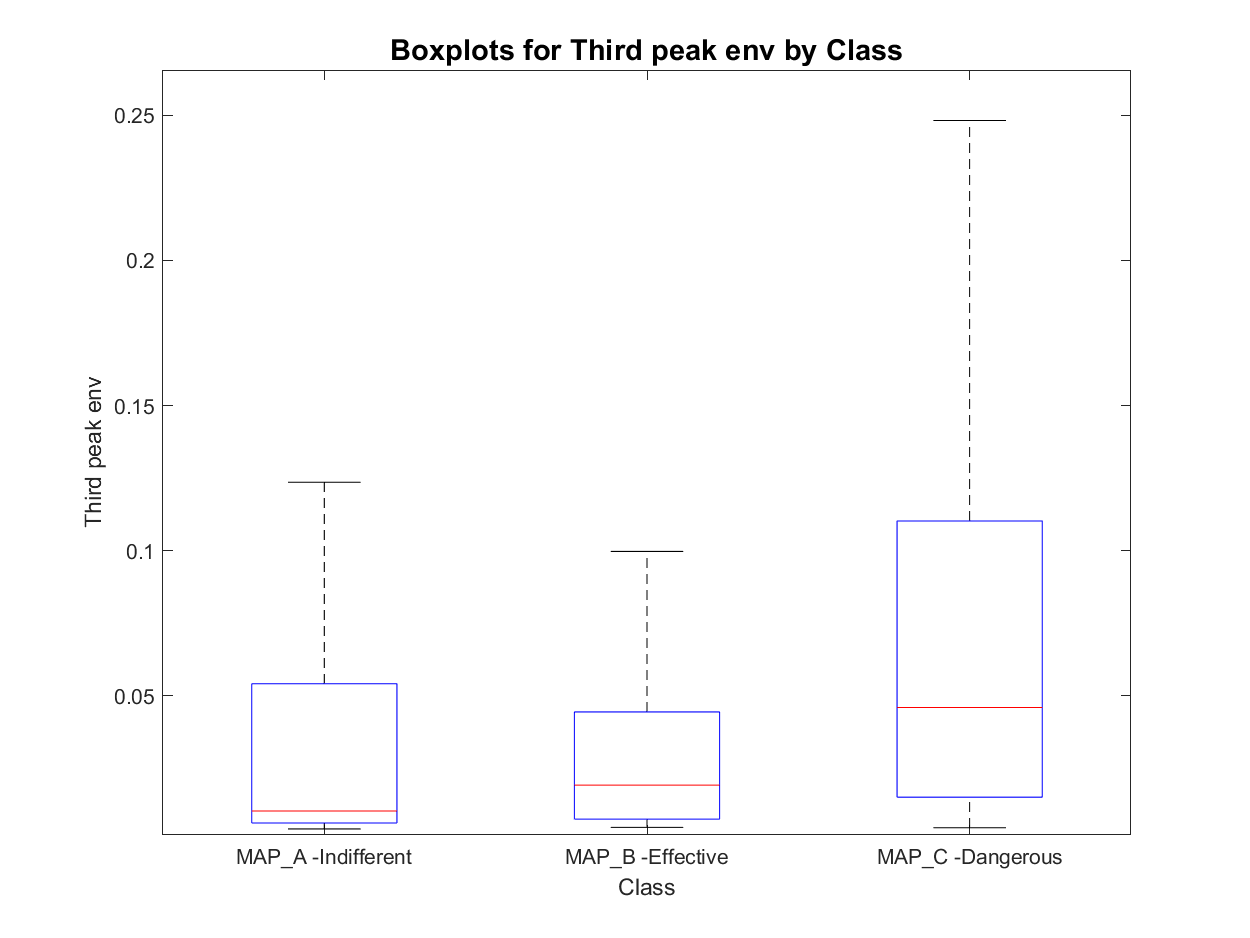 Boxplots for Third peak env by Class
0.25
0.2
0.15
0.1
0.05
Third peak env
MAP_A -Indifferent
MAP_B -Effective
MAP_C -Dangerous
Class